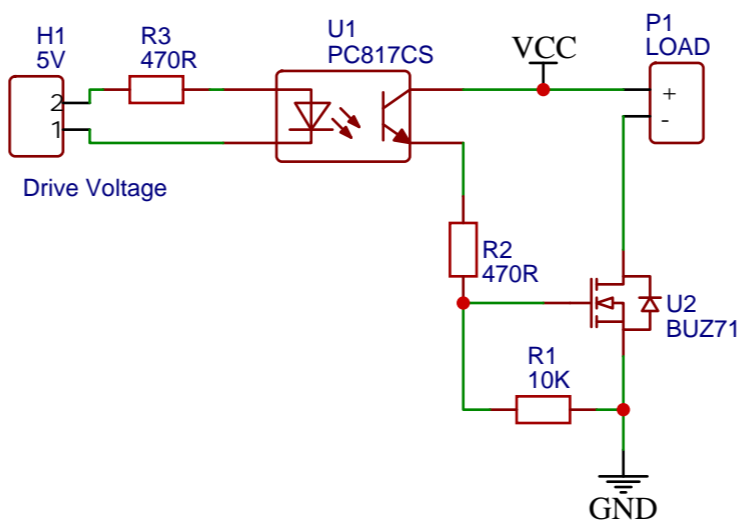 H1
5V
R3
470R
U1
PC817CS
VCC
P1
LOAD
2
1
+
-
Drive Voltage
R2
470R
U2
BUZ71
R1
10K
GND